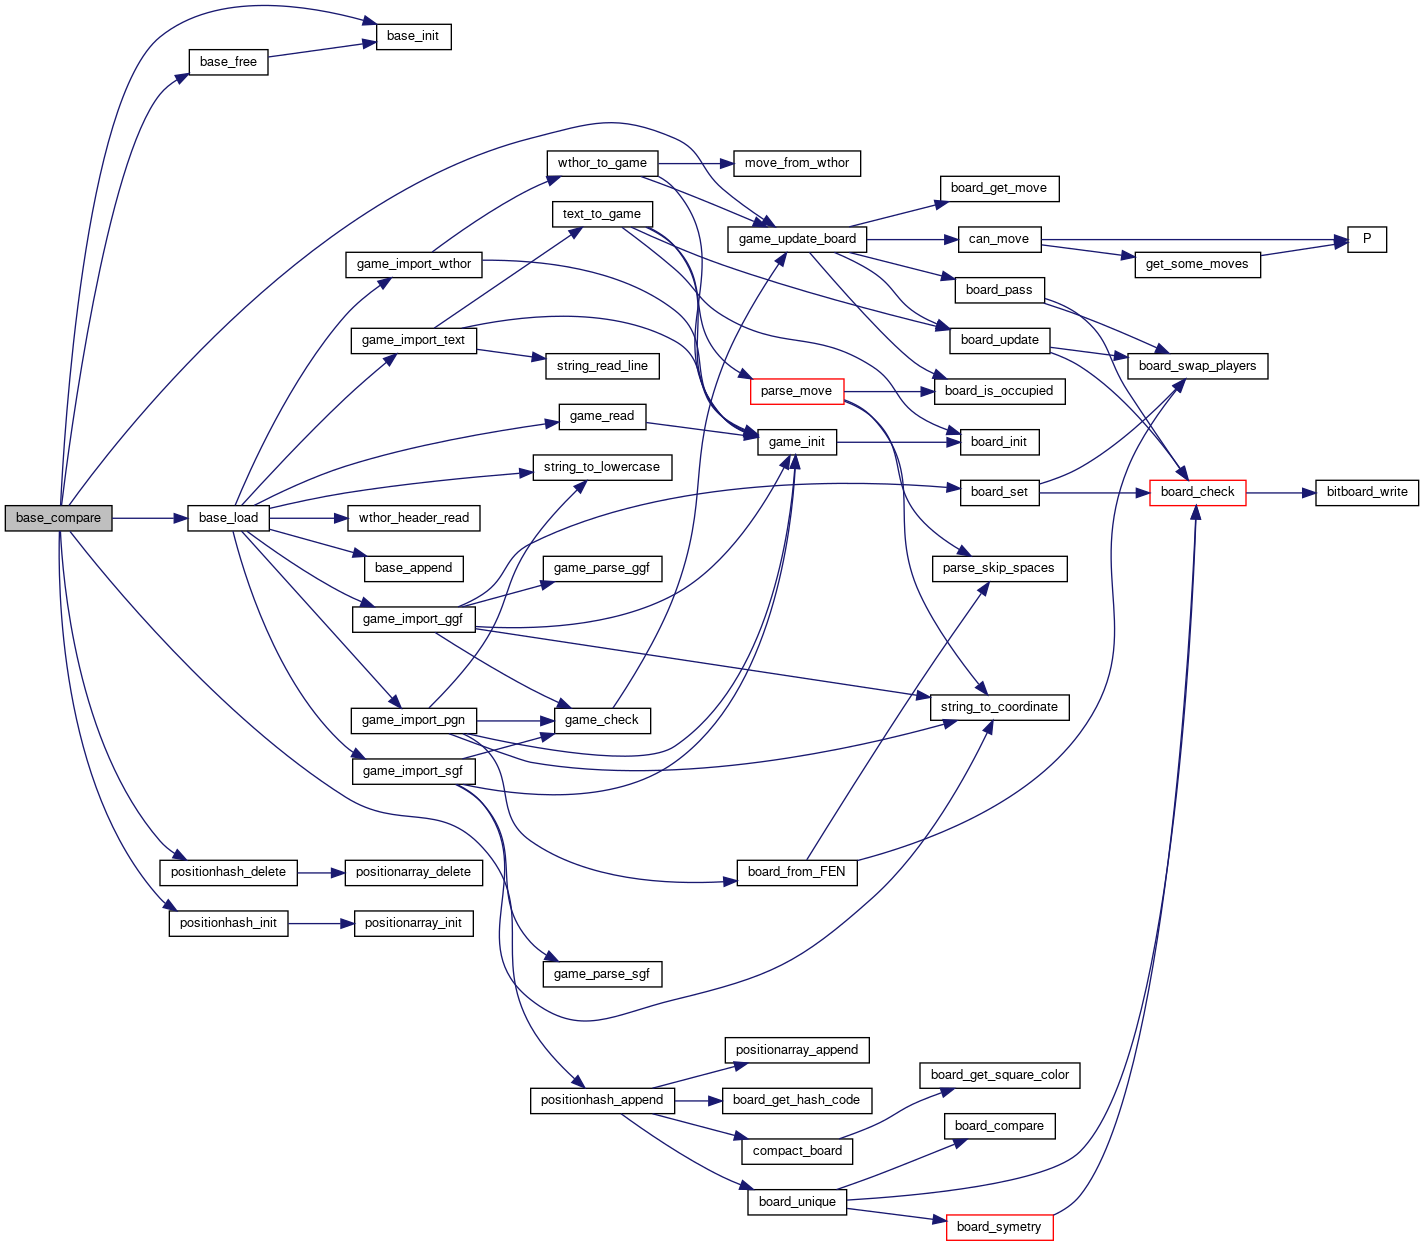 base_init
base_free
wthor_to_game
move_from_wthor
board_get_move
text_to_game
game_update_board
can_move
P
game_import_wthor
get_some_moves
board_pass
game_import_text
board_update
string_read_line
board_swap_players
parse_move
board_is_occupied
game_read
game_init
board_init
string_to_lowercase
board_set
board_check
bitboard_write
base_compare
base_load
wthor_header_read
base_append
game_parse_ggf
parse_skip_spaces
game_import_ggf
string_to_coordinate
game_import_pgn
game_check
game_import_sgf
positionhash_delete
positionarray_delete
board_from_FEN
positionhash_init
positionarray_init
game_parse_sgf
positionarray_append
board_get_square_color
positionhash_append
board_get_hash_code
board_compare
compact_board
board_unique
board_symetry